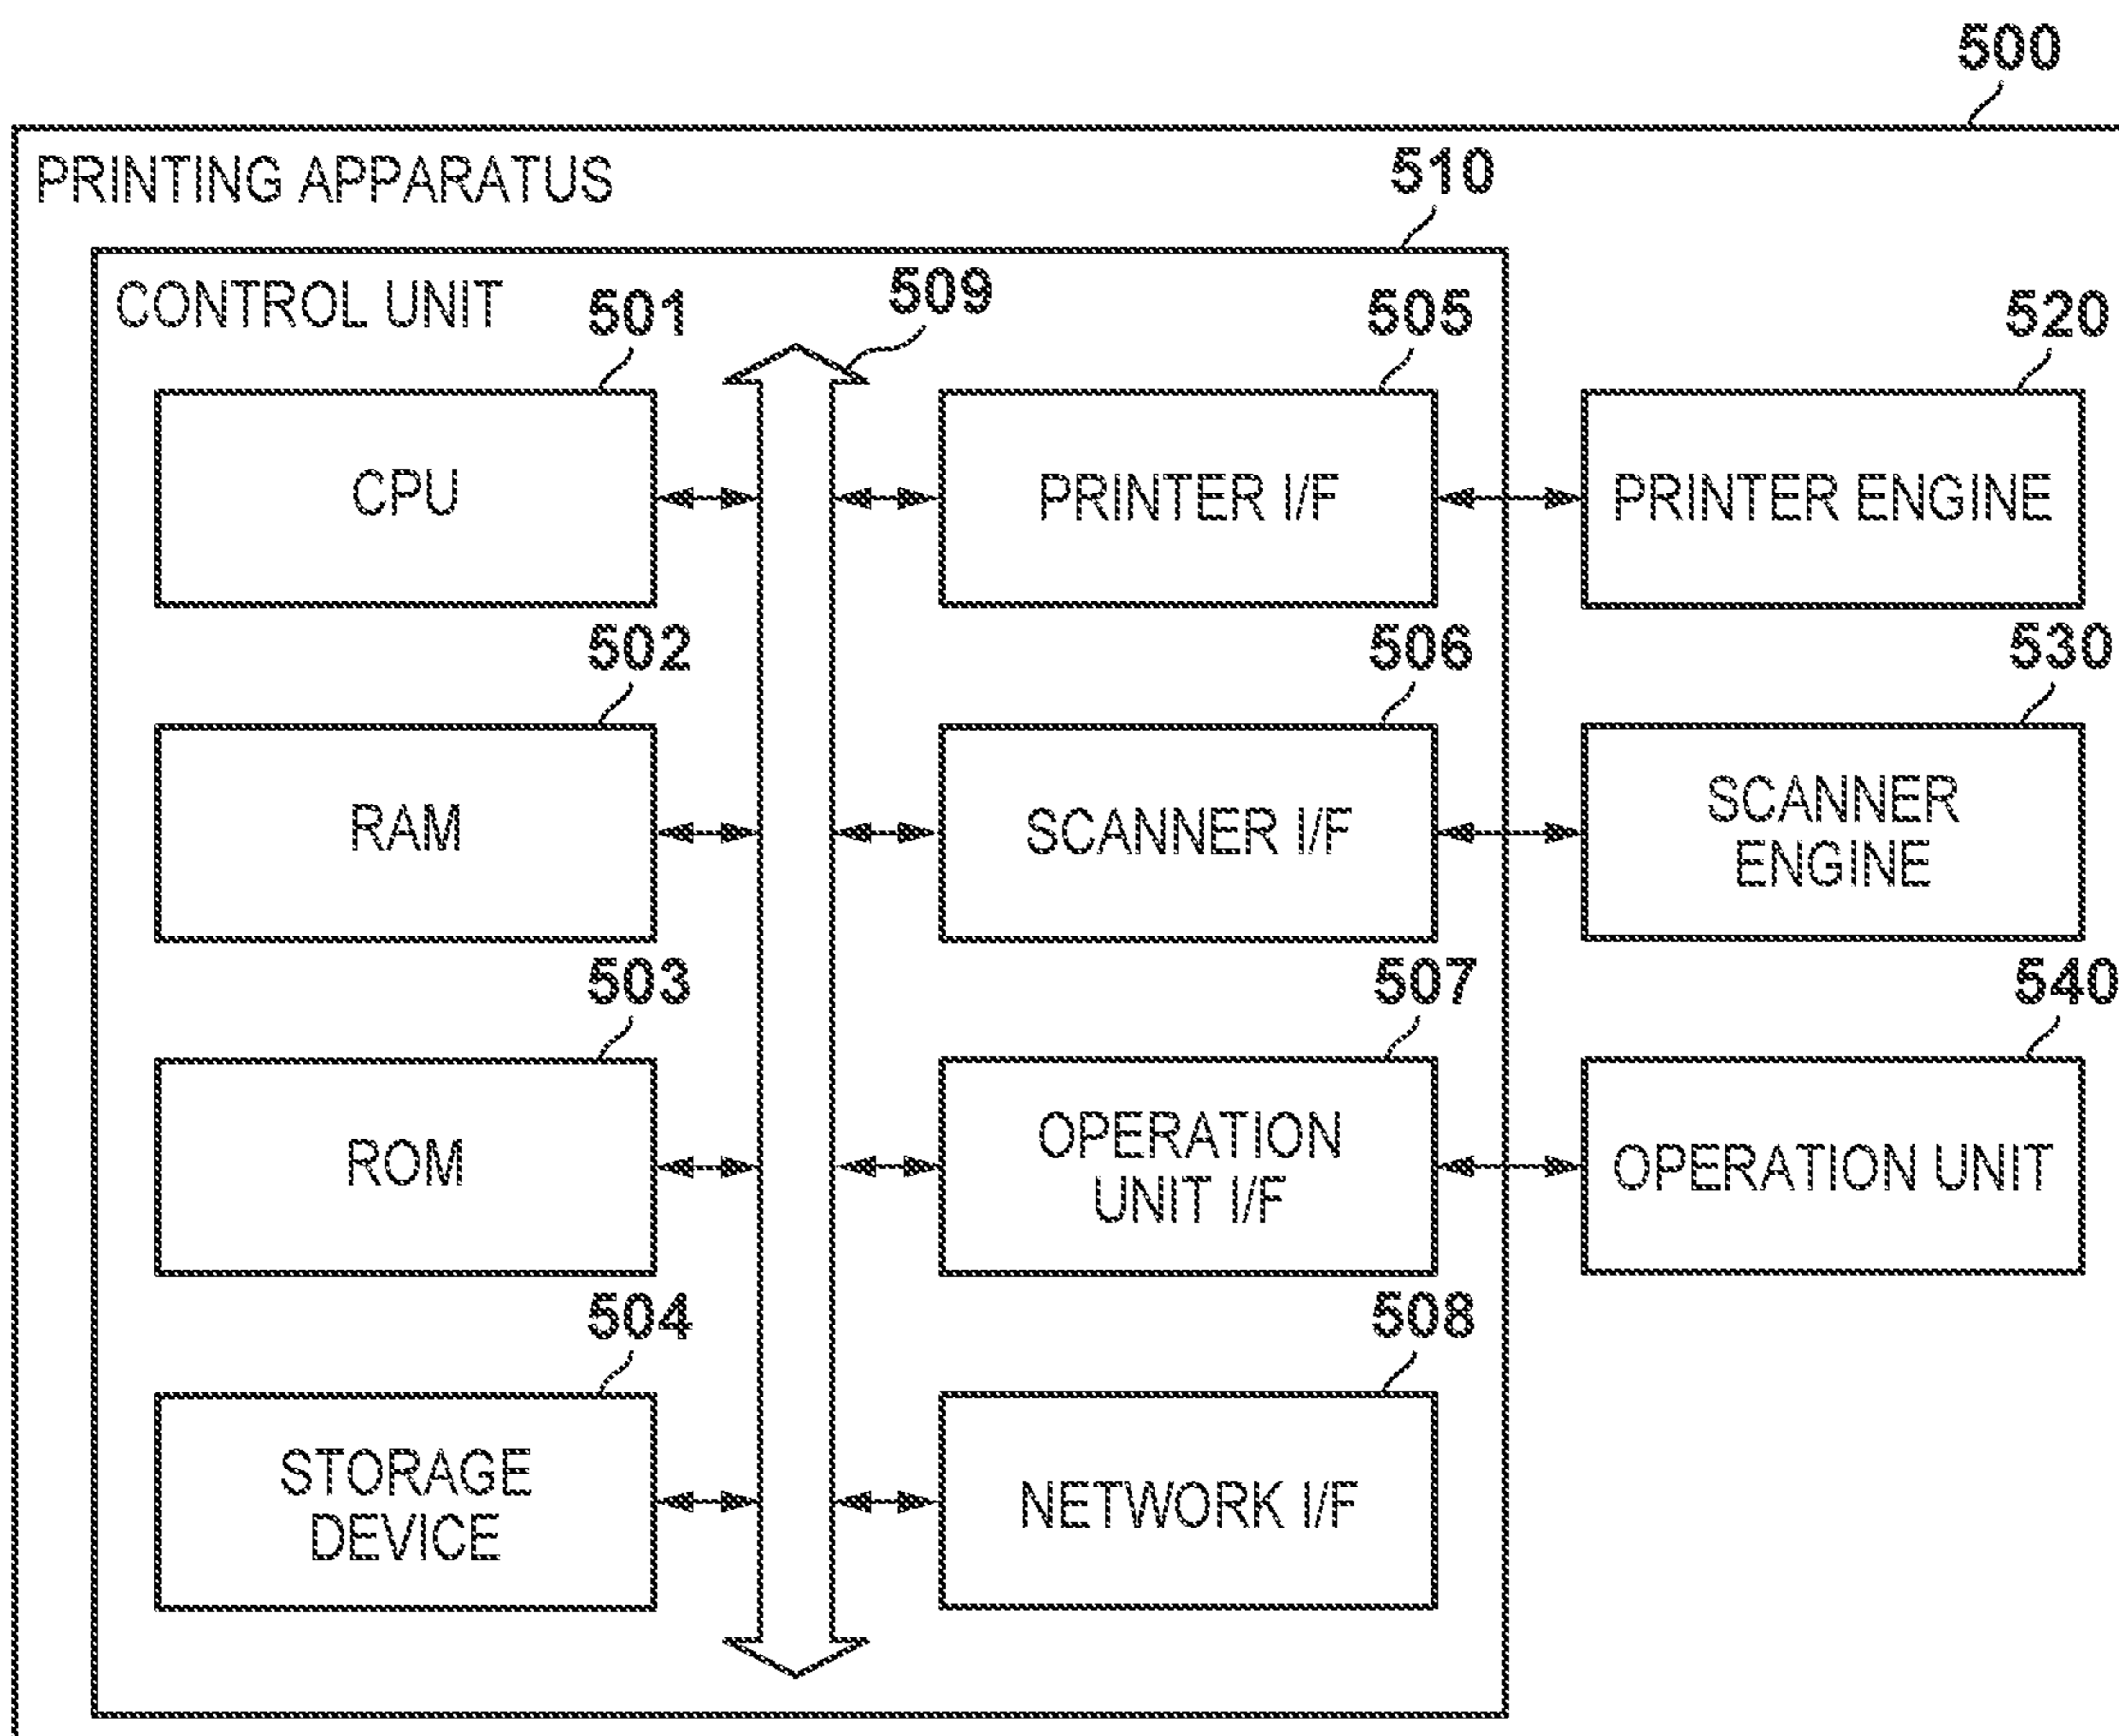 500
PRINTING APPARATUS
510
CONTROL UNIT
501
509
505
520
CPU
PRINTER I/F
PRINTER ENGINE
502
506
530
RAM
SCANNER I/F
SCANNER
ENGINE
503
507
540
ROM
OPERATION
UNIT I/F
OPERATION UNIT
504
508
STORAGE
DEVICE
NETWORK I/F